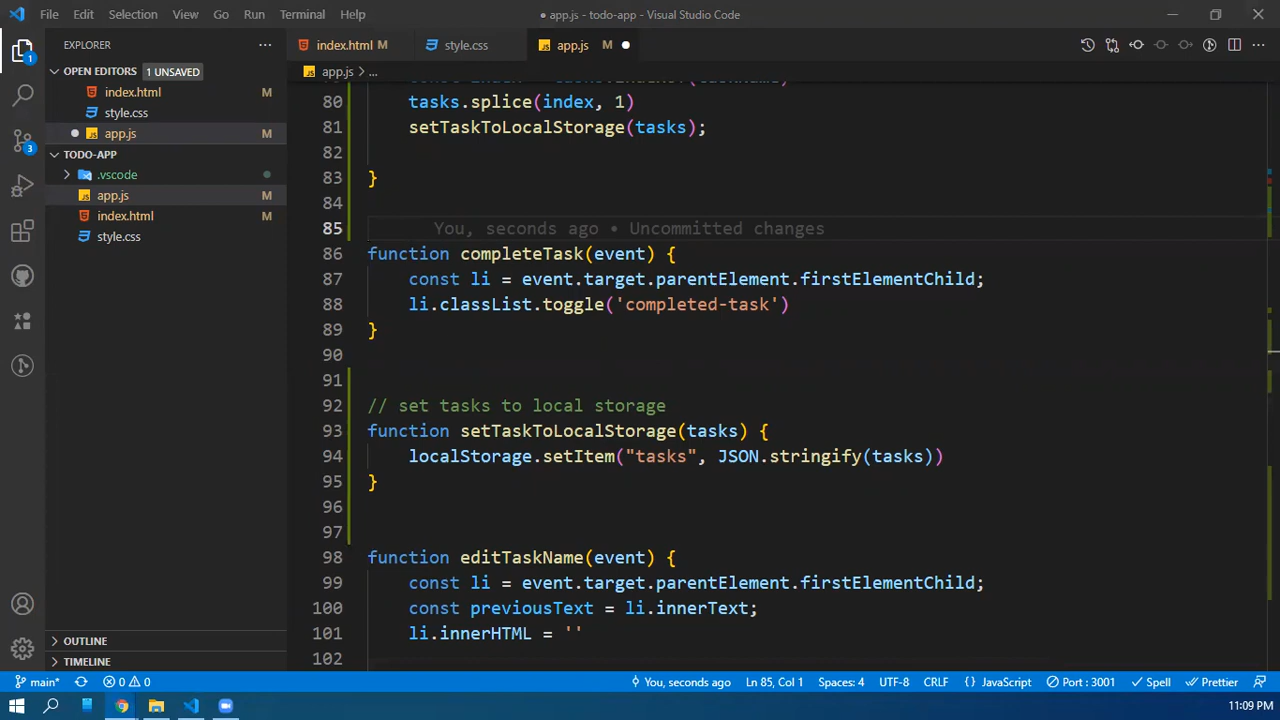 File Edit Selection View Go Run Terminal Help
● app.js - todo-app - Visual Studio Code
EXPLORER
OPEN EDITORS 1 UNSAVED
index.html M
style.css
app.js M
TODO-APP
.vscode
app.js M
index.html M
style.css
OUTLINE
TIMELINE
1
3
index.html M
style.css
app.js M
app.js > ...
80 tasks.splice(index, 1)
81 setTaskToLocalStorage(tasks);
82
83 }
84
85 You, seconds ago • Uncommitted changes
86 function completeTask(event) {
87 const li = event.target.parentElement.firstElementChild;
88 li.classList.toggle('completed-task')
89 }
90
91
92 // set tasks to local storage
93 function setTaskToLocalStorage(tasks) {
94 localStorage.setItem("tasks", JSON.stringify(tasks))
95 }
96
97
98 function editTaskName(event) {
99 const li = event.target.parentElement.firstElementChild;
100 const previousText = li.innerText;
101 li.innerHTML = ''
102
main* 0 0 You, seconds ago Ln 85, Col 1 Spaces: 4 UTF-8 CRLF {} JavaScript Port : 3001 Spell Prettier
11:09 PM